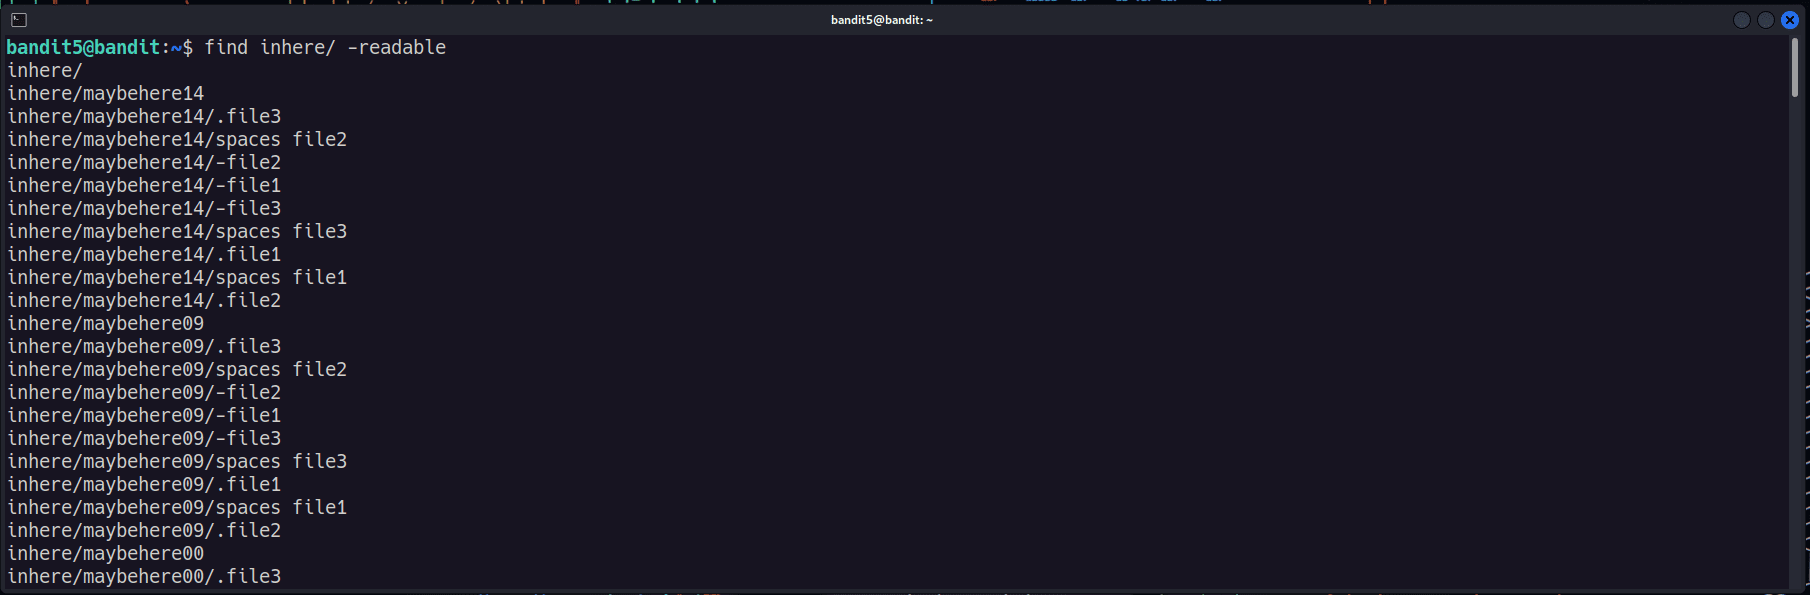 bandit5@bandit: ~
bandit5@bandit:~$ find inhere/ -readable
inhere/
inhere/maybehere14
inhere/maybehere14/.file3
inhere/maybehere14/spaces file2
inhere/maybehere14/-file2
inhere/maybehere14/-file1
inhere/maybehere14/-file3
inhere/maybehere14/spaces file3
inhere/maybehere14/.file1
inhere/maybehere14/spaces file1
inhere/maybehere14/.file2
inhere/maybehere09
inhere/maybehere09/.file3
inhere/maybehere09/spaces file2
inhere/maybehere09/-file2
inhere/maybehere09/-file1
inhere/maybehere09/-file3
inhere/maybehere09/spaces file3
inhere/maybehere09/.file1
inhere/maybehere09/spaces file1
inhere/maybehere09/.file2
inhere/maybehere00
inhere/maybehere00/.file3